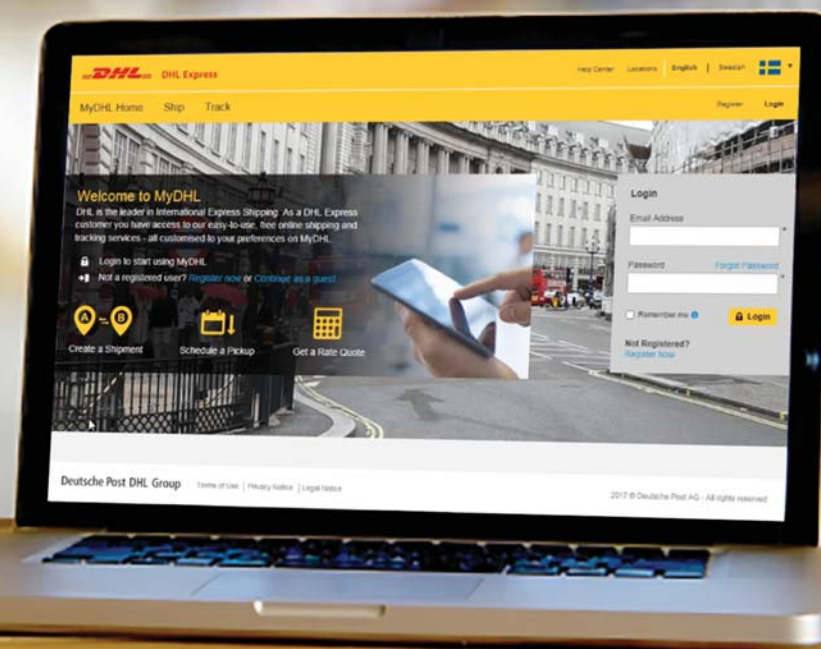 DHL DHL Express
Help Center Locations English | Swedish
MyDHL Home Ship Track
Register Login
Welcome to MyDHL
DHL is the leader in International Express Shipping. As a DHL Express
customer you have access to our easy-to-use, free online shipping and
tracking services - all customised to your preferences on MyDHL.
Login to start using MyDHL
Not a registered user? Register now or Continue as a guest
A B
Create a Shipment Schedule a Pickup Get a Rate Quote
Login
Email Address
*
Password Forgot Password
*
Remember me
Login
Not Registered?
Register Now
Deutsche Post DHL Group Terms of Use | Privacy Notice | Legal Notice
2017 © Deutsche Post AG - All rights reserved